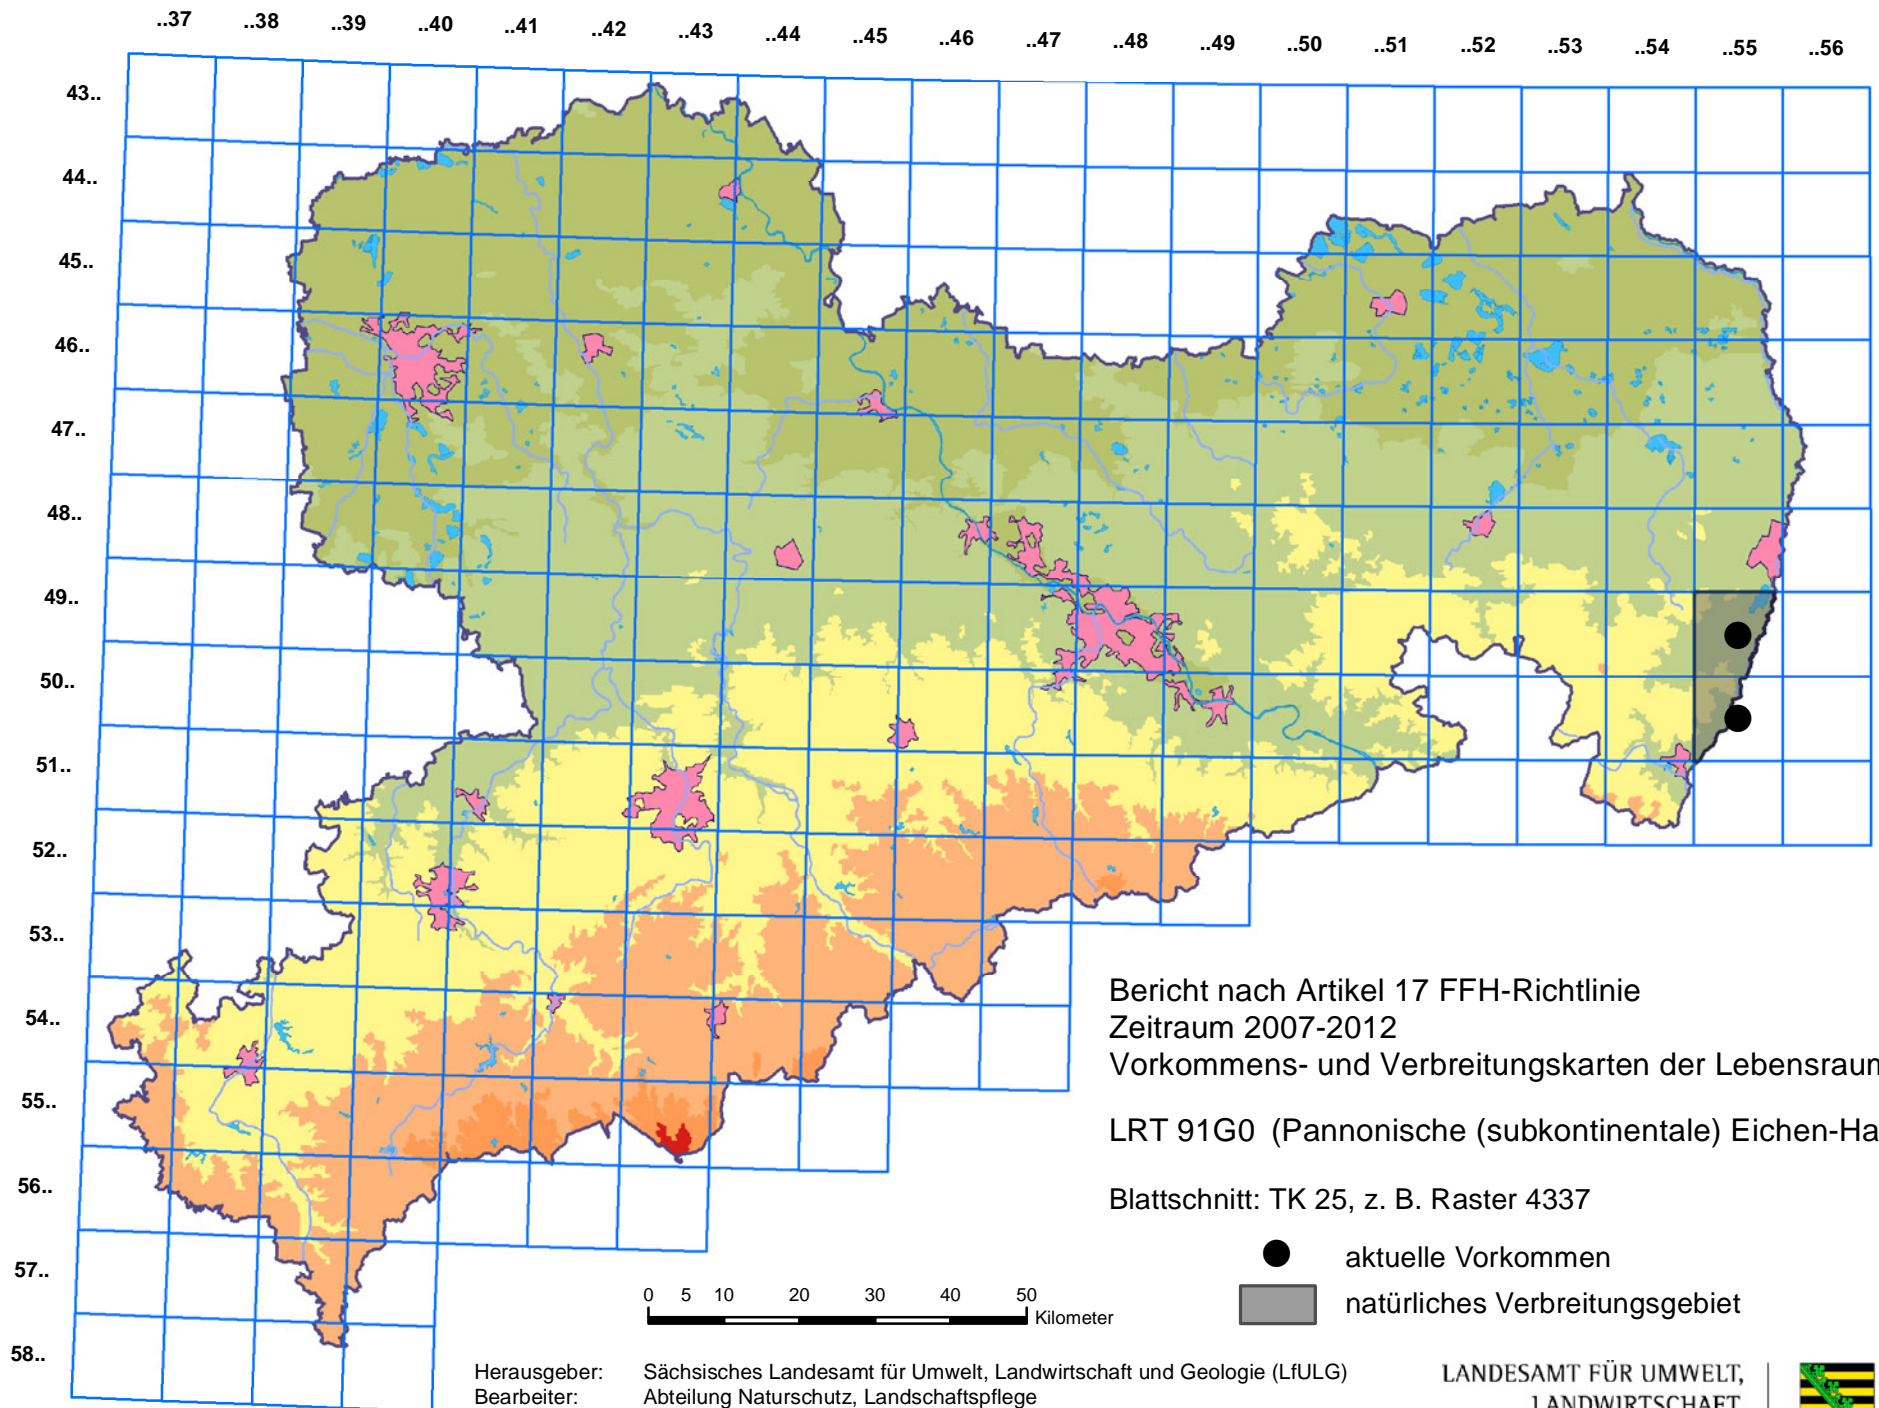 ..37 ..38 ..39 ..40 ..41 ..42 ..43 ..44 ..45 ..46 ..47 ..48 ..49 ..50 ..51 ..52 ..53 ..54 ..55 ..56
43..
44..
45..
46..
47..
48..
49..
50..
51..
52..
53..
54..
55..
56..
57..
58..
Bericht nach Artikel 17 FFH-Richtlinie
Zeitraum 2007-2012
Vorkommens- und Verbreitungskarten der Lebensraum
LRT 91G0 (Pannonische (subkontinentale) Eichen-Ha
Blattschnitt: TK 25, z. B. Raster 4337
aktuelle Vorkommen
natürliches Verbreitungsgebiet
0 5 10 20 30 40 50
Kilometer
Herausgeber: Sächsisches Landesamt für Umwelt, Landwirtschaft und Geologie (LfULG)
Bearbeiter: Abteilung Naturschutz, Landschaftspflege
LANDESAMT FÜR UMWELT,
LANDWIRTSCHAFT